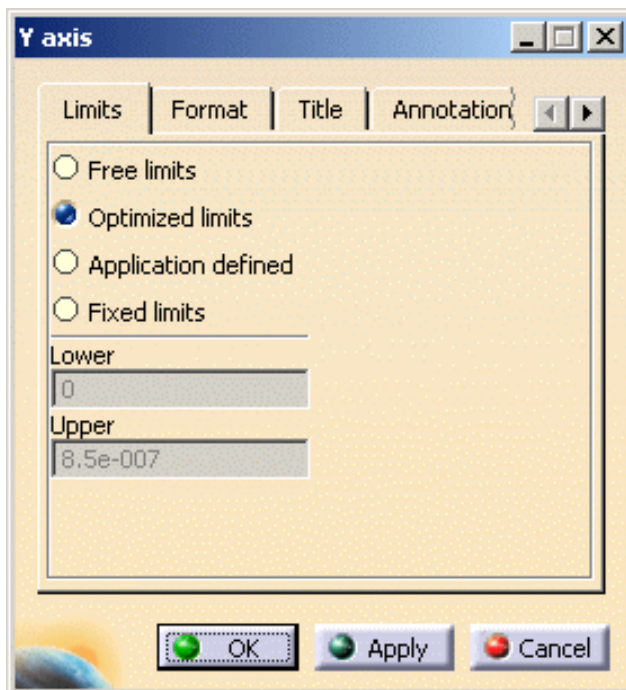 Y axis
Limits Format Title Annotation
Free limits
Optimized limits
Application defined
Fixed limits
Lower
0
Upper
8.5e-007
OK Apply Cancel